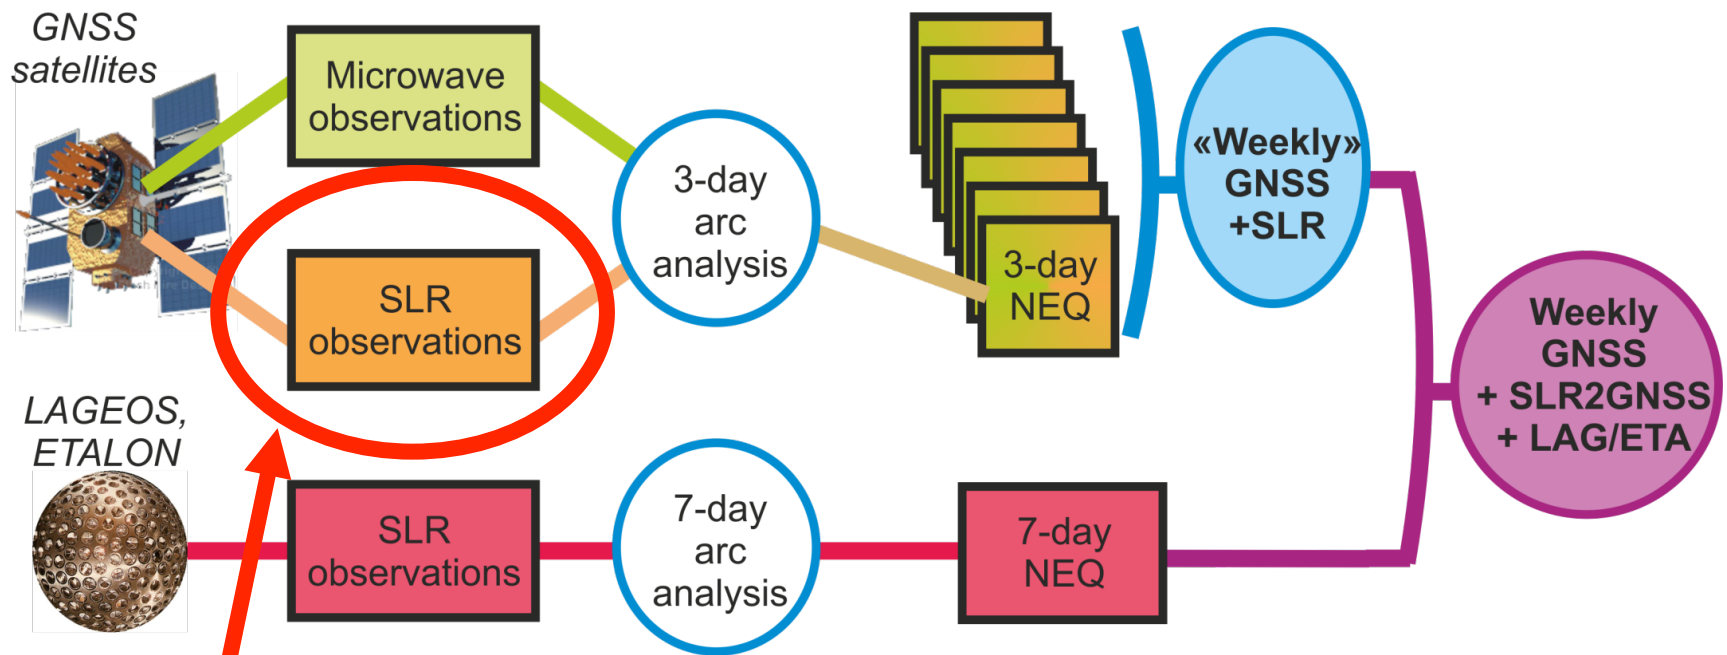 GNSS
satellites
Microwave
observations
SLR
observations
3-day
arc
analysis
3-day
NEQ
«Weekly»
GNSS
+SLR
Weekly
GNSS
+ SLR2GNSS
+ LAG/ETA
LAGEOS,
ETALON
SLR
observations
7-day
arc
analysis
7-day
NEQ